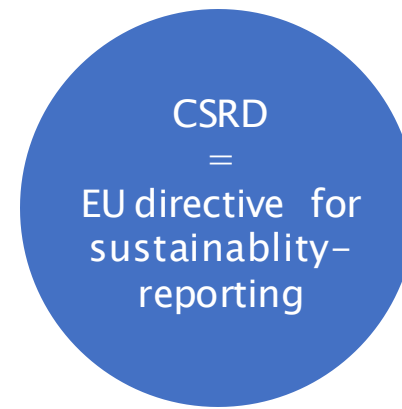 CSRD
=
EU directive for
sustainablity-
reporting